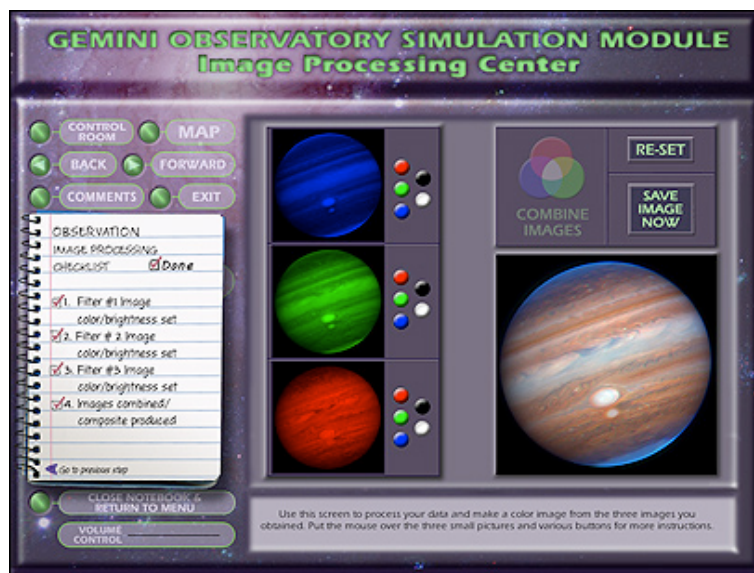 GEMINI OBSERVATORY SIMULATION MODULE
Image Processing Center
CONTROL
ROOM
MAP
BACK
FORWARD
COMMENTS
EXIT
OBSERVATION
IMAGE PROCESSING
CHECKLIST Done
1. Filter #1 Image
color/brightness set
2. Filter # 2 Image
color/brightness set
3. Filter #3 Image
color/brightness set
4. Images combined/
composite produced
Go to previous step
CLOSE NOTEBOOK &
RETURN TO MENU
VOLUME
CONTROL
COMBINE
IMAGES
RE-SET
SAVE
IMAGE
NOW
Use this screen to process your data and make a color image from the three images you
obtained. Put the mouse over the three small pictures and various buttons for more instructions.